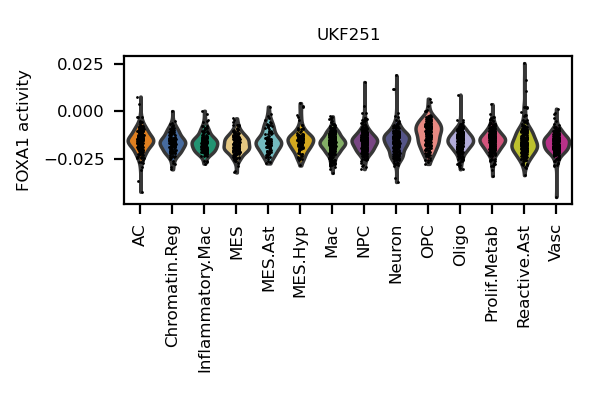 UKF251
FOXA1 activity
0.025
0.000
−0.025
AC
Chromatin.Reg
Inflammatory.Mac
MES
MES.Ast
MES.Hyp
Mac
NPC
Neuron
OPC
Oligo
Prolif.Metab
Reactive.Ast
Vasc